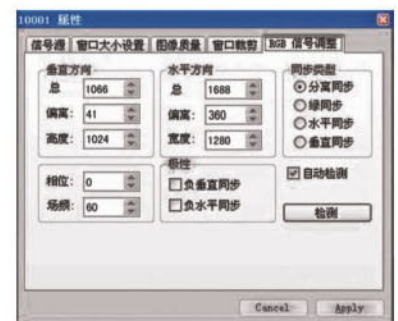 10001 属性
信号源 窗口大小设置 图像质量 窗口裁剪 RGB 信号调整
垂直方向 水平方向 同步类型
总 1066 总 1688 分离同步
偏离: 41 偏离: 360 绿同步
高度: 1024 宽度: 1280 水平同步
垂直同步
极性
相位: 0 负垂直同步 自动检测
场频: 60 负水平同步 检测
Cancel Apply